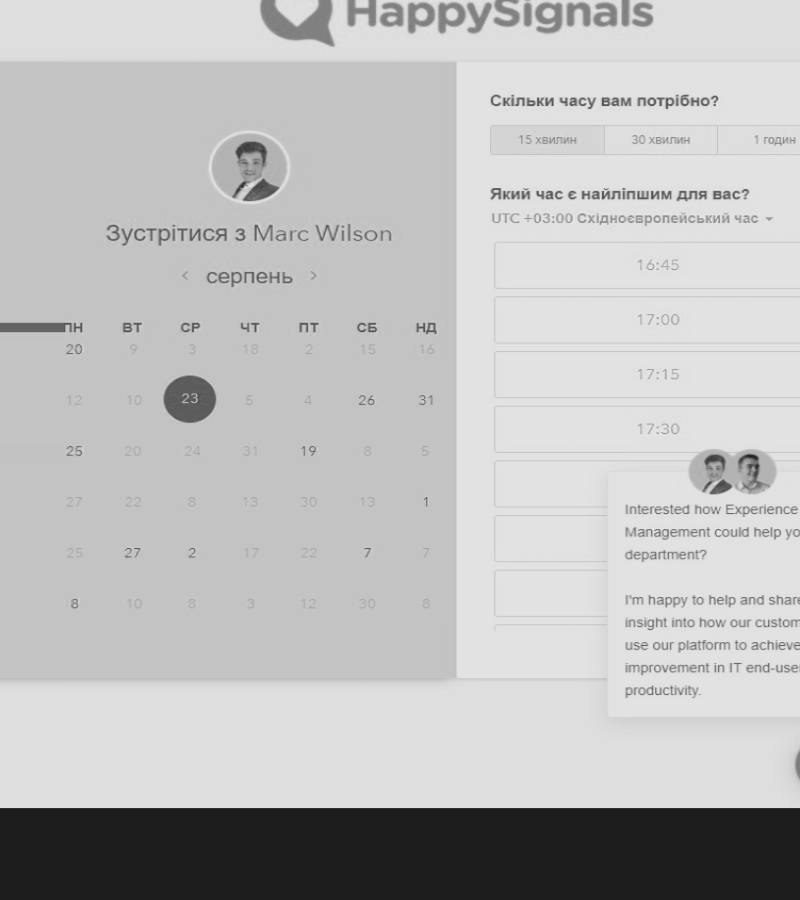 HappySignals
Зустрітися з Marc Wilson
серпень
ПН ВТ СР ЧТ ПТ СБ НД
20 9 3 18 2 15 16
12 10 23 5 4 26 31
25 20 24 31 19 8 5
27 22 8 13 30 13 1
25 27 2 17 22 7 7
8 10 8 3 12 30 8
Скільки часу вам потрібно?
15 хвилин 30 хвилин 1 годин
Який час є найліпшим для вас?
UTC +03:00 Східноєвропейський час
16:45
17:00
17:15
17:30
Interested how Experience
Management could help yo
department?
I'm happy to help and share
insight into how our custom
use our platform to achieve
improvement in IT end-use
productivity.